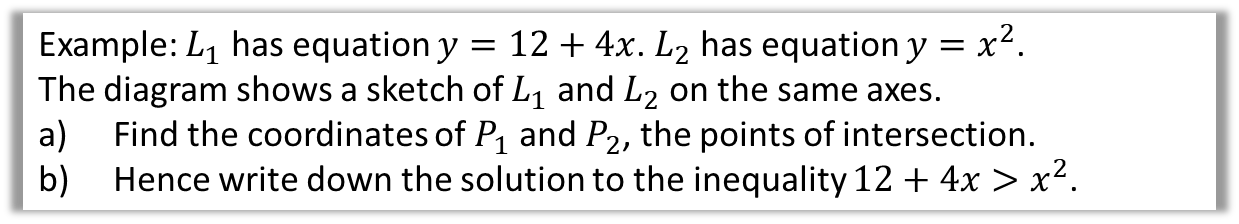 Example: L₁ has equation y = 12 + 4x. L₂ has equation y = x².
The diagram shows a sketch of L₁ and L₂ on the same axes.
a) Find the coordinates of P₁ and P₂, the points of intersection.
b) Hence write down the solution to the inequality 12 + 4x > x².